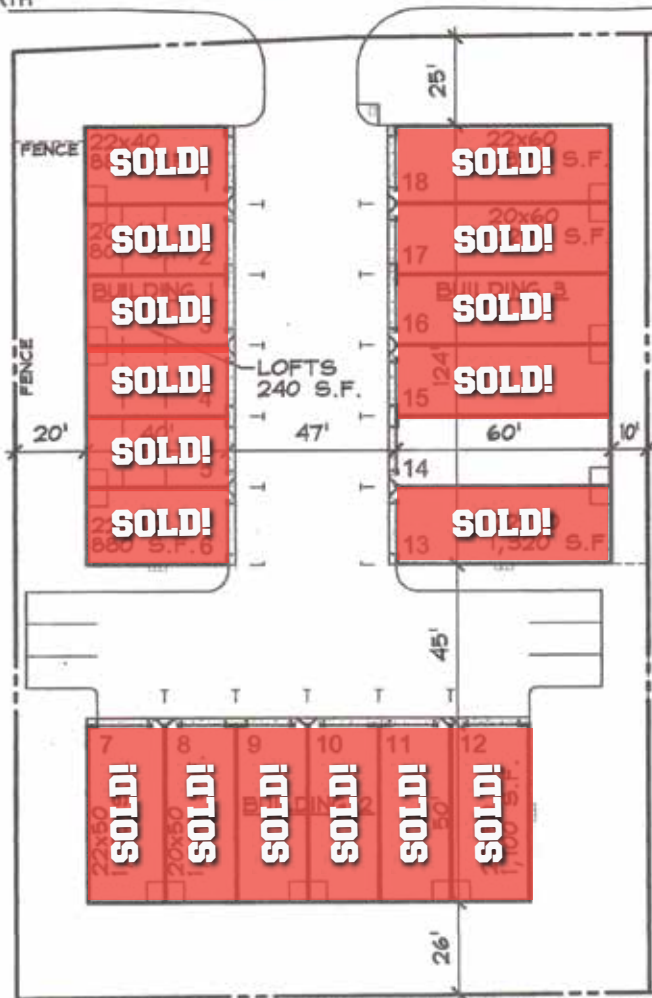 25'
FENCE
22x40
SOLD!
1
22x60
S.F.
SOLD!
18
SOLD!
2
20x60
S.F.
SOLD!
17
BUILDING 1
SOLD!
3
BUILDING 3
SOLD!
16
FENCE
LOFTS
240 S.F.
SOLD!
4
124'
SOLD!
15
20'
40'
47'
60'
10'
SOLD!
5
14
SOLD!
880 S.F. 6
SOLD!
13
1,320 S.F.
45'
T T T T T
7 8 9 10 11 12
SOLD!
SOLD!
SOLD!
SOLD!
SOLD!
SOLD!
BUILDING 2
22x50
20x50
50'
1,100 S.F.
26'